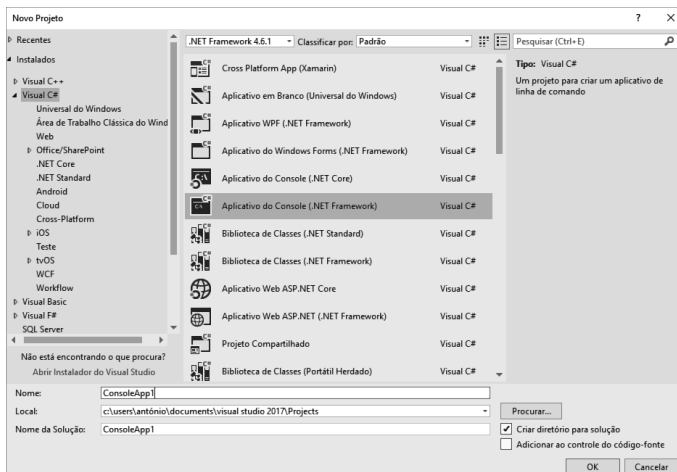 Novo Projeto
? X
Recentes
.NET Framework 4.6.1
Classificar por: Padrão
Pesquisar (Ctrl+E)
Instalados
Visual C++
Visual C#
Universal do Windows
Área de Trabalho Clássica do Wind
Web
Office/SharePoint
.NET Core
.NET Standard
Android
Cloud
Cross-Platform
iOS
Teste
tvOS
WCF
Workflow
Visual Basic
Visual F#
SQL Server
Não está encontrando o que procura?
Abrir Instalador do Visual Studio
Cross Platform App (Xamarin) Visual C#
Aplicativo em Branco (Universal do Windows) Visual C#
Aplicativo WPF (.NET Framework) Visual C#
Aplicativo do Windows Forms (.NET Framework) Visual C#
Aplicativo do Console (.NET Core) Visual C#
Aplicativo do Console (.NET Framework) Visual C#
Biblioteca de Classes (.NET Standard) Visual C#
Biblioteca de Classes (.NET Framework) Visual C#
Aplicativo Web ASP.NET Core Visual C#
Aplicativo Web ASP.NET (.NET Framework) Visual C#
Projeto Compartilhado Visual C#
Biblioteca de Classes (Portátil Herdado) Visual C#
Tipo: Visual C#
Um projeto para criar um aplicativo de
linha de comando
Nome: ConsoleApp1
Local: c:\users\antónio\documents\visual studio 2017\Projects
Procurar...
Nome da Solução: ConsoleApp1
Criar diretório para solução
Adicionar ao controle do código-fonte
OK Cancelar